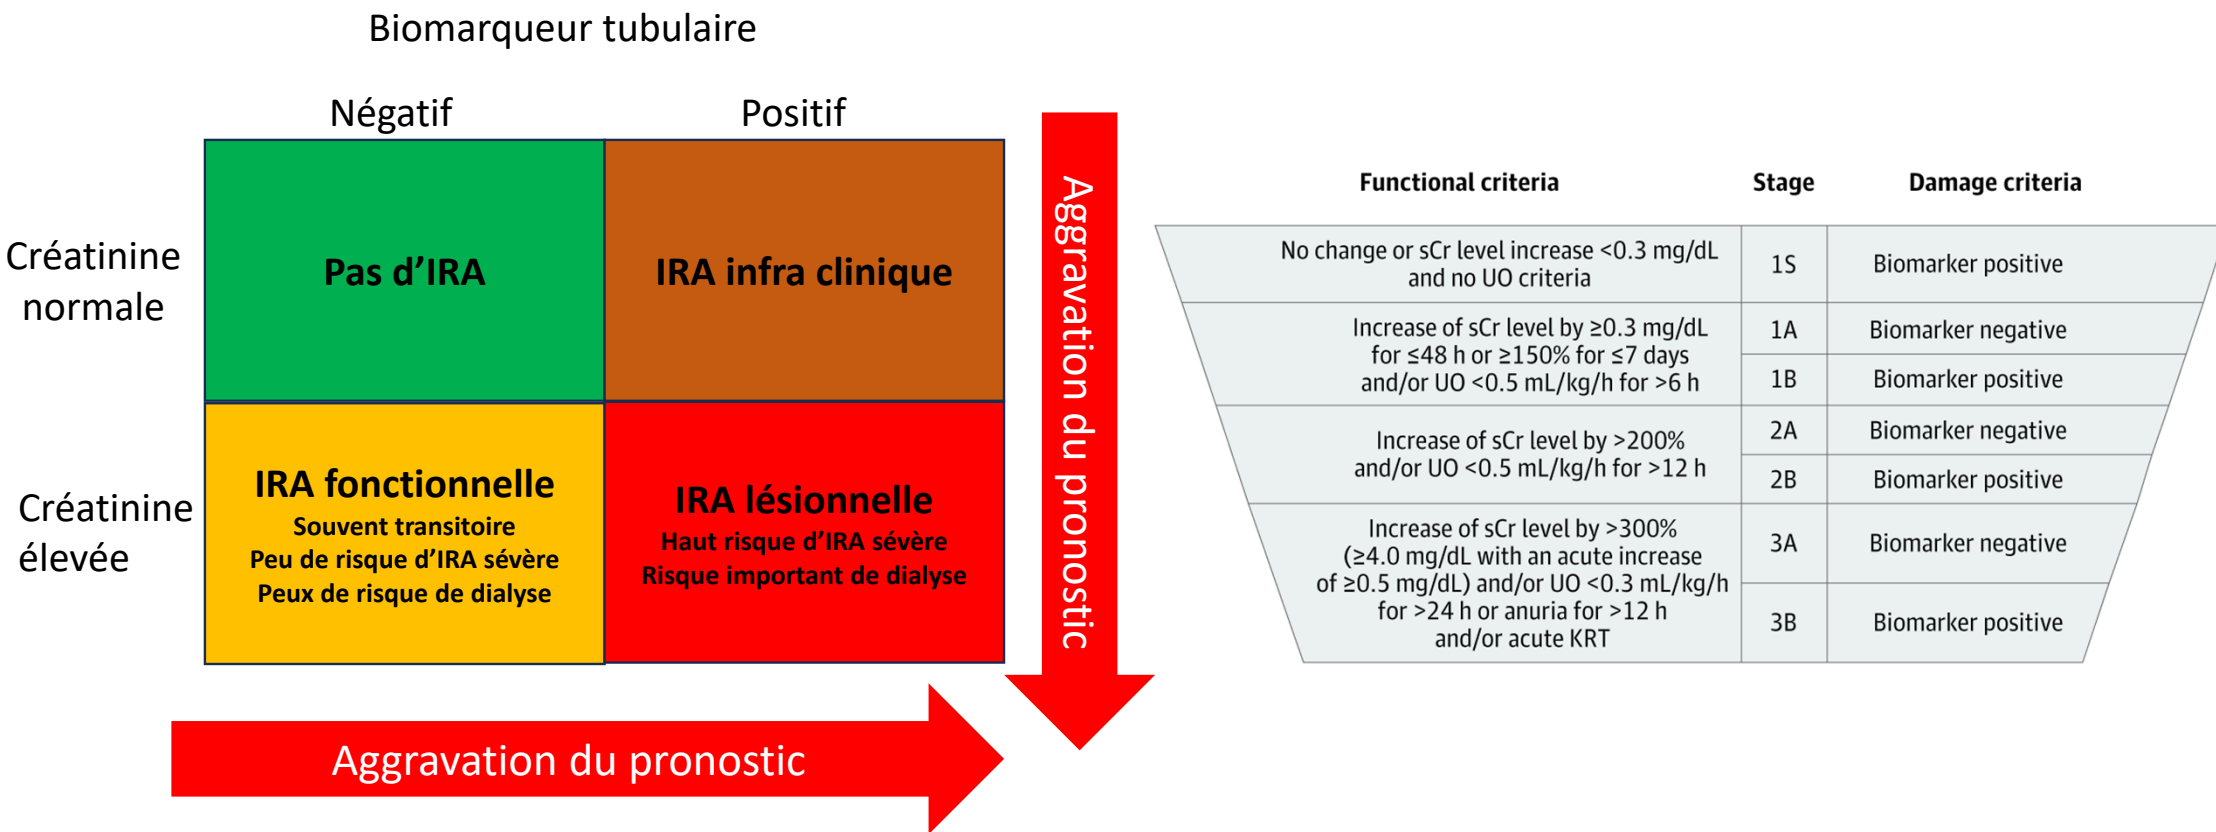 Biomarqueur tubulaire
Négatif
Positif
Créatinine
normale
Pas d'IRA
IRA infra clinique
Créatinine
élevée
IRA fonctionnelle
Souvent transitoire
Peu de risque d'IRA sévère
Peux de risque de dialyse
IRA lésionnelle
Haut risque d'IRA sévère
Risque important de dialyse
Aggravation du pronostic
Aggravation du pronostic
Functional criteria
Stage
Damage criteria
No change or sCr level increase <0.3 mg/dL
and no UO criteria
1S
Biomarker positive
Increase of sCr level by ≥0.3 mg/dL
for ≤48 h or ≥150% for ≤7 days
and/or UO <0.5 mL/kg/h for >6 h
1A
Biomarker negative
1B
Biomarker positive
Increase of sCr level by >200%
and/or UO <0.5 mL/kg/h for >12 h
2A
Biomarker negative
2B
Biomarker positive
Increase of sCr level by >300%
(≥4.0 mg/dL with an acute increase
of ≥0.5 mg/dL) and/or UO <0.3 mL/kg/h
for >24 h or anuria for >12 h
and/or acute KRT
3A
Biomarker negative
3B
Biomarker positive